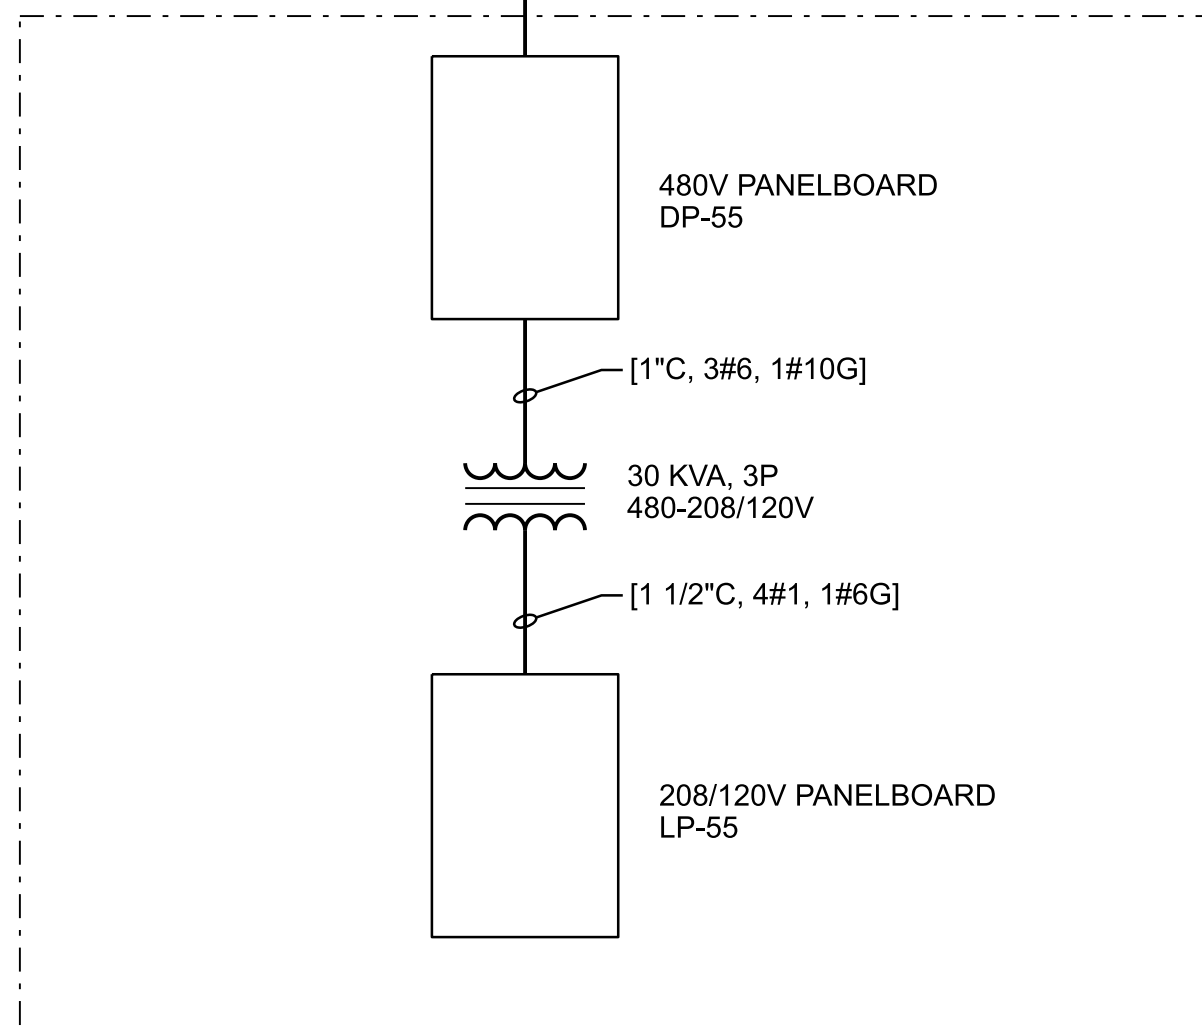 480V PANELBOARD
DP-55
[1"C, 3#6, 1#10G]
30 KVA, 3P
480-208/120V
[1 1/2"C, 4#1, 1#6G]
208/120V PANELBOARD
LP-55